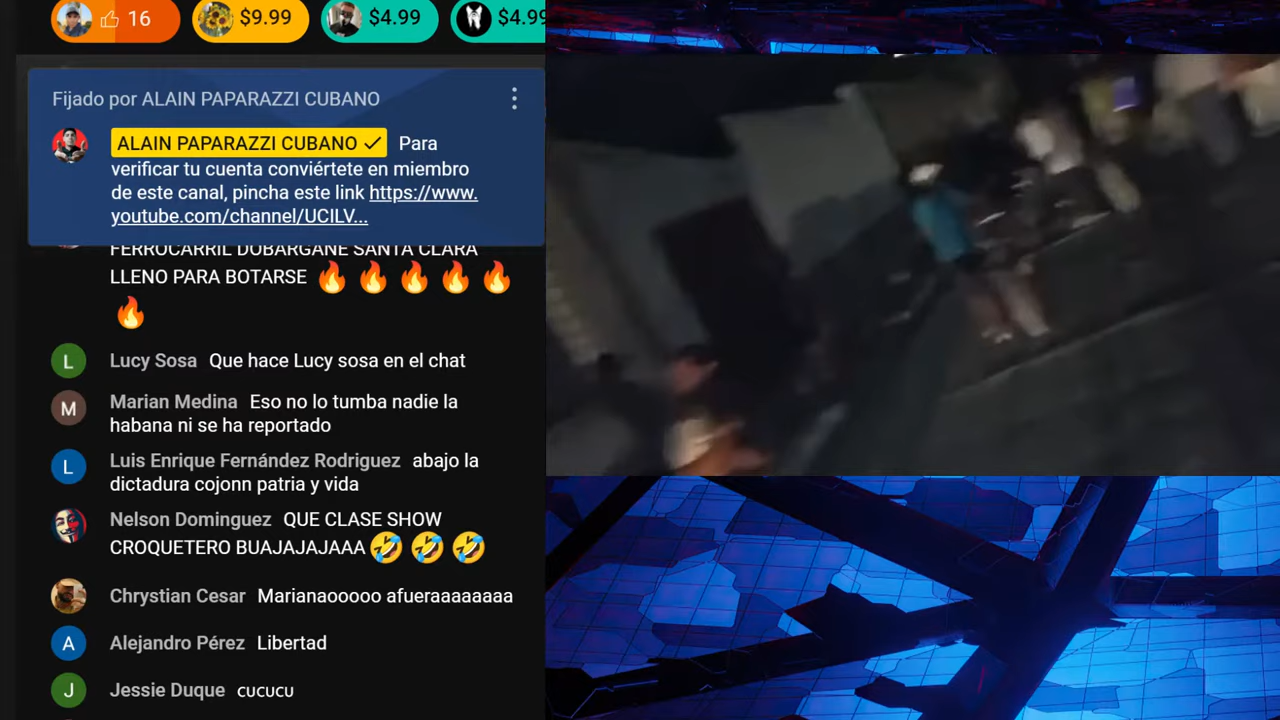 16
$9.99
$4.99
$4.99
Fijado por ALAIN PAPARAZZI CUBANO
ALAIN PAPARAZZI CUBANO Para
verificar tu cuenta conviértete en miembro
de este canal, pincha este link https://www.
youtube.com/channel/UCILV...
FERROCARRIL DOBARGANE SANTA CLARA
LLENO PARA BOTARSE 🔥 🔥 🔥 🔥 🔥
🔥
L Lucy Sosa Que hace Lucy sosa en el chat
M Marian Medina Eso no lo tumba nadie la
habana ni se ha reportado
L Luis Enrique Fernández Rodriguez abajo la
dictadura cojonn patria y vida
Nelson Dominguez QUE CLASE SHOW
CROQUETERO BUAJAJAJAAA 🤣 🤣 🤣
Chrystian Cesar Marianaooooo afueraaaaaaaa
A Alejandro Pérez Libertad
J Jessie Duque cucucu